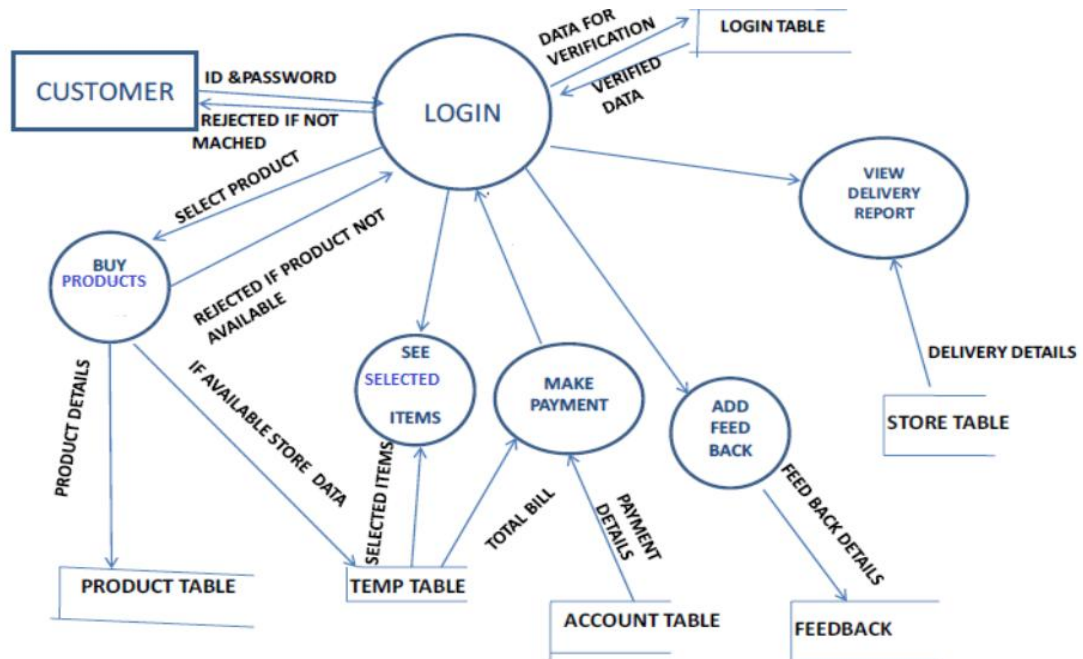 DATA FOR
VERIFICATION
LOGIN TABLE
CUSTOMER
ID &PASSWORD
LOGIN
VERIFIED
DATA
REJECTED IF NOT
MACHED
SELECT PRODUCT
VIEW
DELIVERY
REPORT
BUY
PRODUCTS
REJECTED IF PRODUCT NOT
AVAILABLE
SEE
SELECTED
ITEMS
MAKE
PAYMENT
ADD
FEED
BACK
DELIVERY DETAILS
STORE TABLE
PRODUCT DETAILS
IF AVAILABLE STORE DATA
SELECTED ITEMS
TOTAL BILL
PAYMENT
DETAILS
FEED BACK DETAILS
PRODUCT TABLE
TEMP TABLE
ACCOUNT TABLE
FEEDBACK